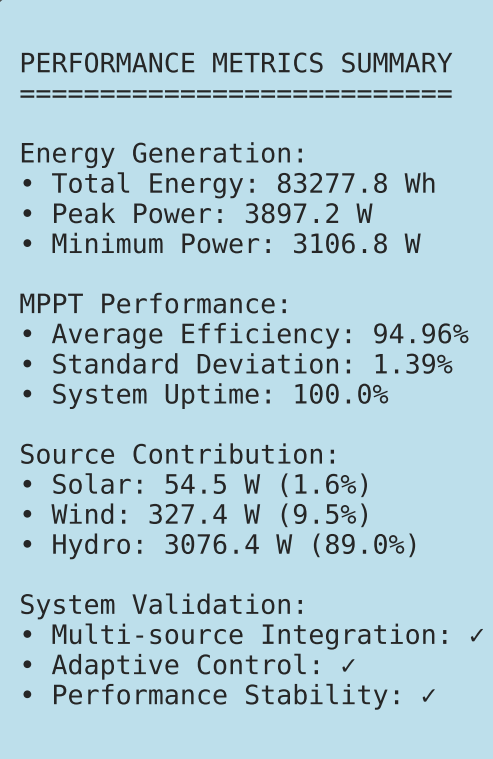 PERFORMANCE METRICS SUMMARY
===========================
Energy Generation:
• Total Energy: 83277.8 Wh
• Peak Power: 3897.2 W
• Minimum Power: 3106.8 W
MPPT Performance:
• Average Efficiency: 94.96%
• Standard Deviation: 1.39%
• System Uptime: 100.0%
Source Contribution:
• Solar: 54.5 W (1.6%)
• Wind: 327.4 W (9.5%)
• Hydro: 3076.4 W (89.0%)
System Validation:
• Multi-source Integration: ✓
• Adaptive Control: ✓
• Performance Stability: ✓